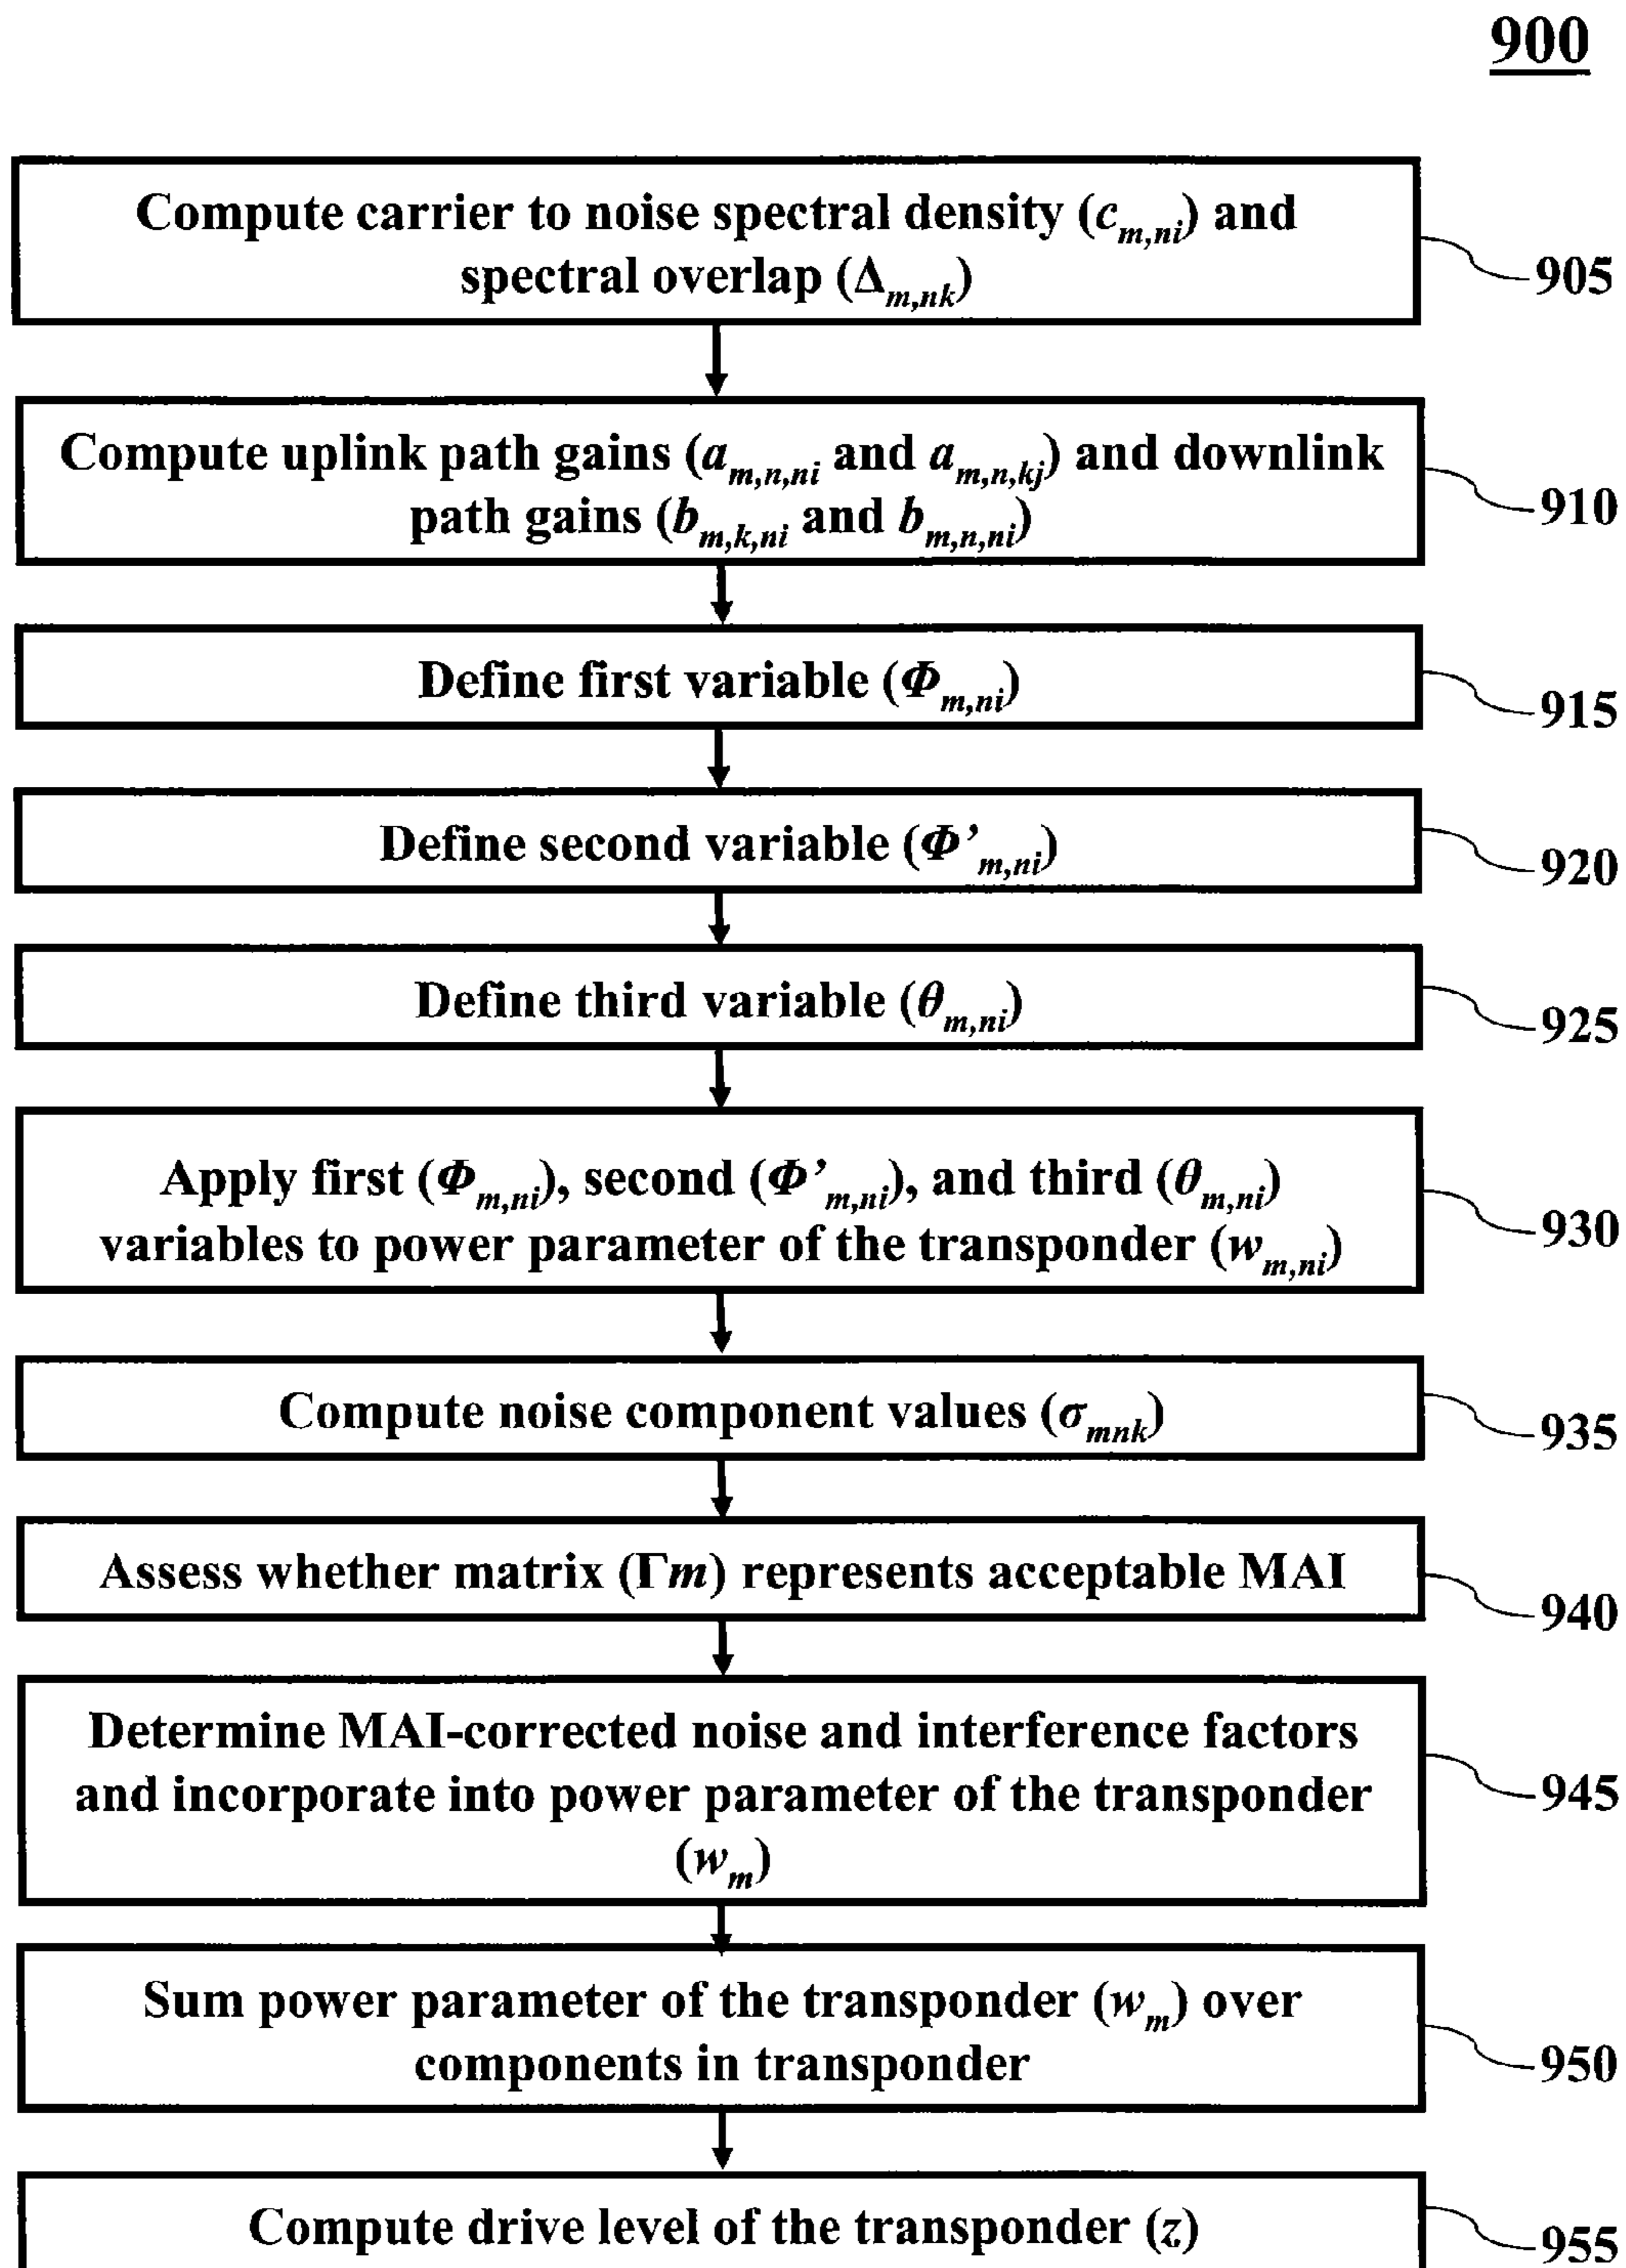 900
Compute carrier to noise spectral density (c_{m,ni}) and
spectral overlap (Δ_{m,nk})
905
Compute uplink path gains (a_{m,n,ni} and a_{m,n,kj}) and downlink
path gains (b_{m,k,ni} and b_{m,n,ni})
910
Define first variable (Φ_{m,ni})
915
Define second variable (Φ’_{m,ni})
920
Define third variable (θ_{m,ni})
925
Apply first (Φ_{m,ni}), second (Φ’_{m,ni}), and third (θ_{m,ni})
variables to power parameter of the transponder (w_{m,ni})
930
Compute noise component values (σ_{mnk})
935
Assess whether matrix (Γm) represents acceptable MAI
940
Determine MAI-corrected noise and interference factors
and incorporate into power parameter of the transponder
(w_m)
945
Sum power parameter of the transponder (w_m) over
components in transponder
950
Compute drive level of the transponder (z)
955